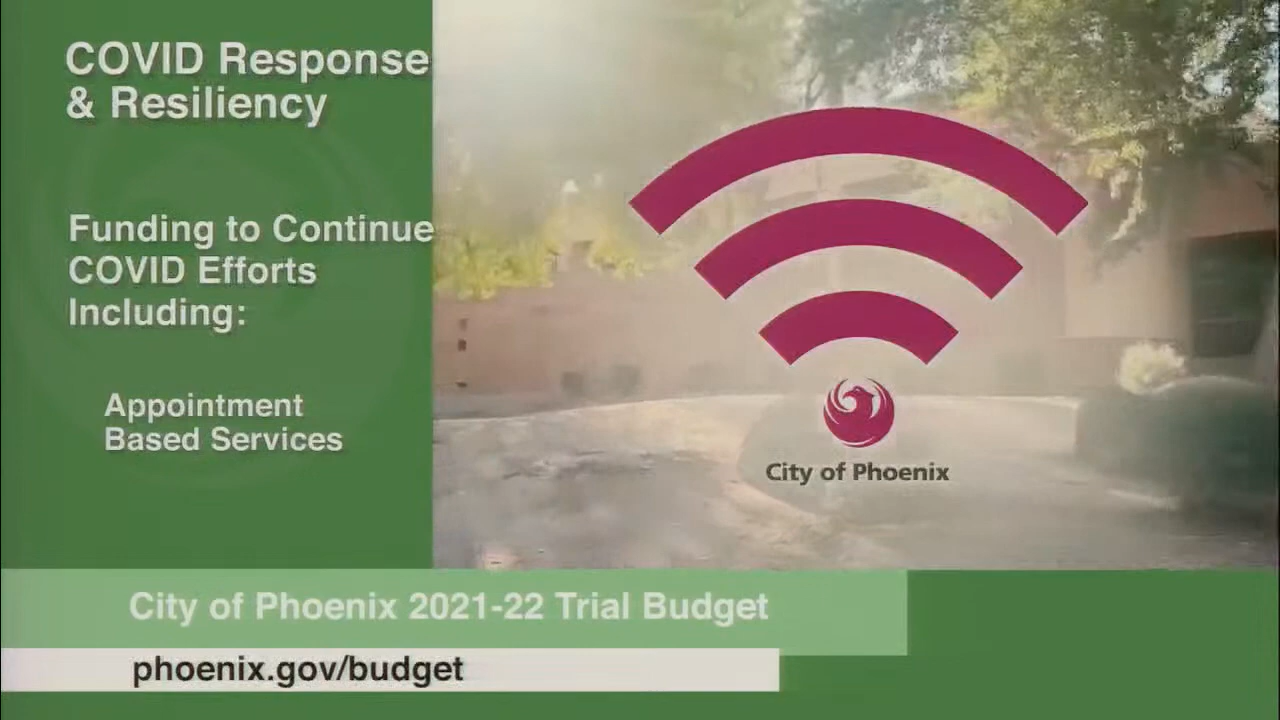 COVID Response
& Resiliency
Funding to Continue
COVID Efforts
Including:
Appointment
Based Services
City of Phoenix
City of Phoenix 2021-22 Trial Budget
phoenix.gov/budget